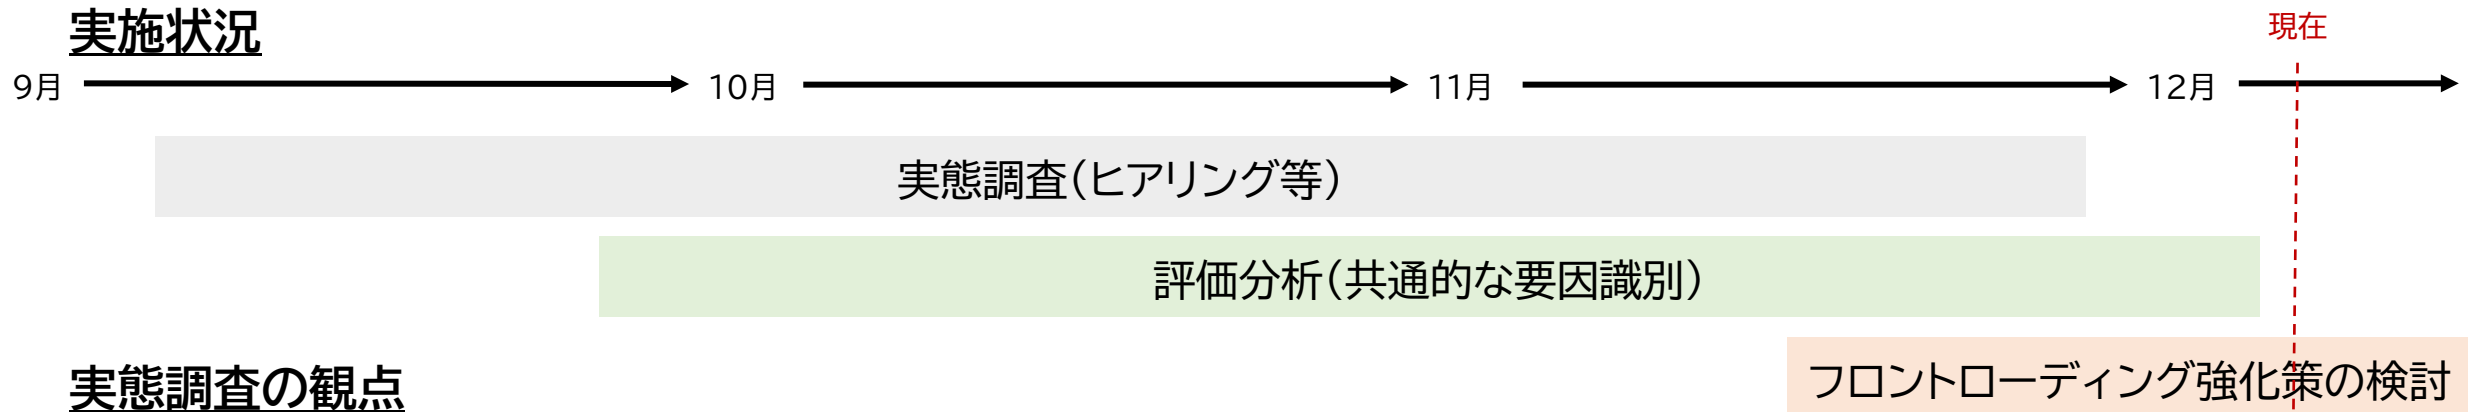 実施状況
現在
9月
10月
11月
12月
実態調査(ヒアリング等)
評価分析(共通的な要因識別)
フロントローディング強化策の検討
実態調査の観点